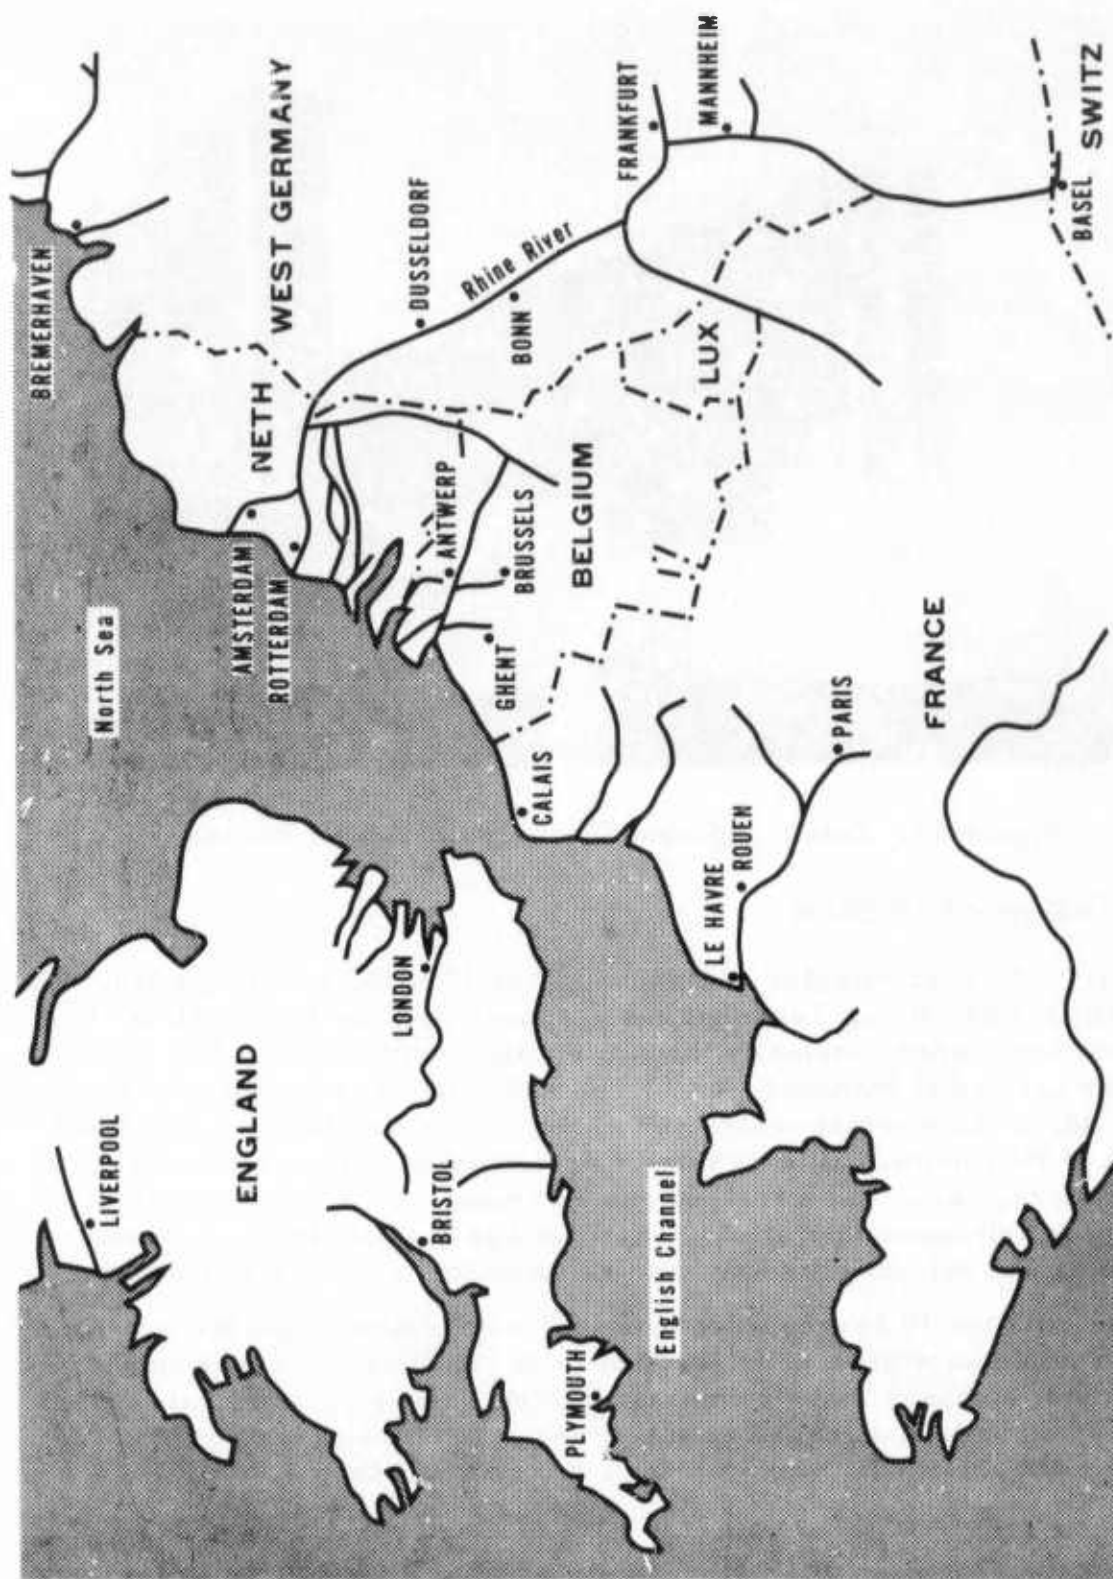 BREMERHAVEN
North Sea
WEST GERMANY
NETH
AMSTERDAM
ROTTERDAM
DUSSELDORF
Rhine River
BONN
ANTWERP
BRUSSELS
GHENT
BELGIUM
LUX
FRANKFURT
MANNHEIM
BASEL
SWITZ
CALAIS
LE HAVRE
ROUEN
PARIS
FRANCE
LIVERPOOL
ENGLAND
LONDON
BRISTOL
PLYMOUTH
English Channel